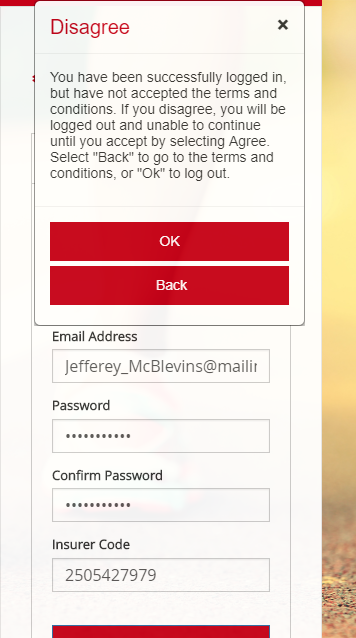 Disagree
×
You have been successfully logged in,
but have not accepted the terms and
conditions. If you disagree, you will be
logged out and unable to continue
until you accept by selecting Agree.
Select "Back" to go to the terms and
conditions, or "Ok" to log out.
OK
Back
Email Address
Jefferey_McBlevins@mailin
Password
•••••••••••
Confirm Password
•••••••••••
Insurer Code
2505427979